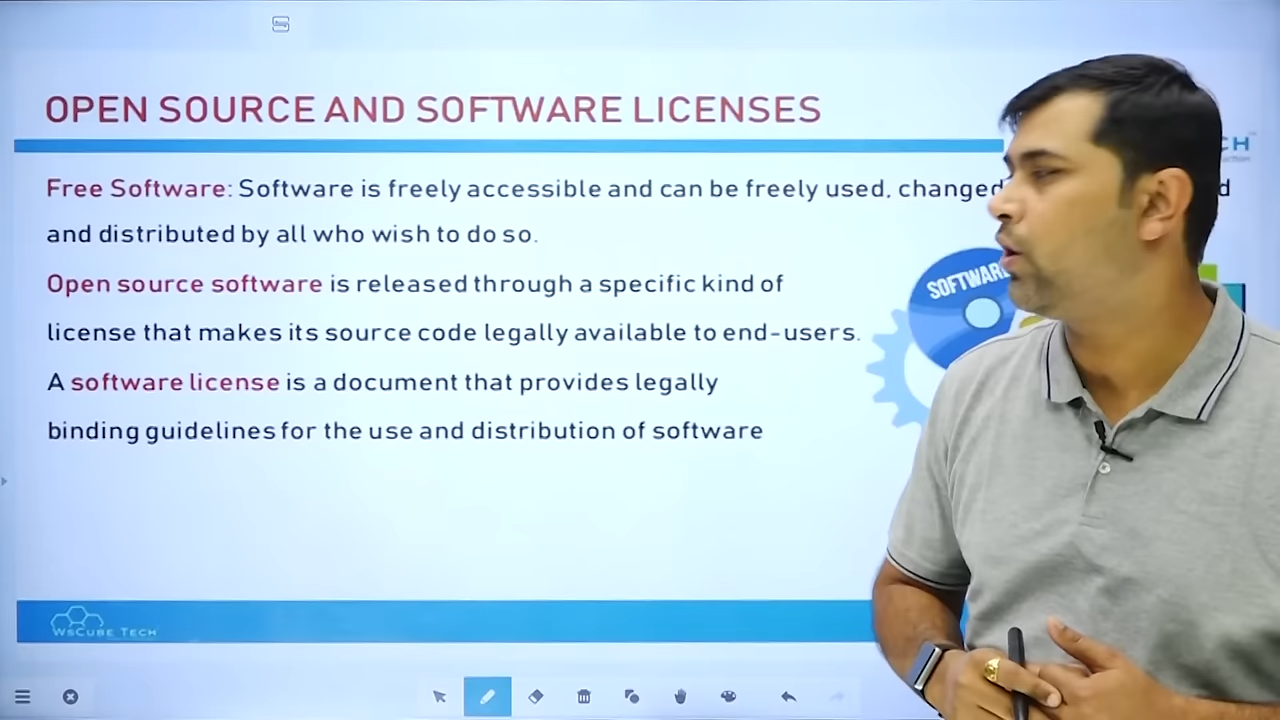 OPEN SOURCE AND SOFTWARE LICENSES
CH
Free Software: Software is freely accessible and can be freely used, changed
and distributed by all who wish to do so.
SOFTWARE
Open source software is released through a specific kind of
license that makes its source code legally available to end-users.
A software license is a document that provides legally
binding guidelines for the use and distribution of software
WsCube Tech